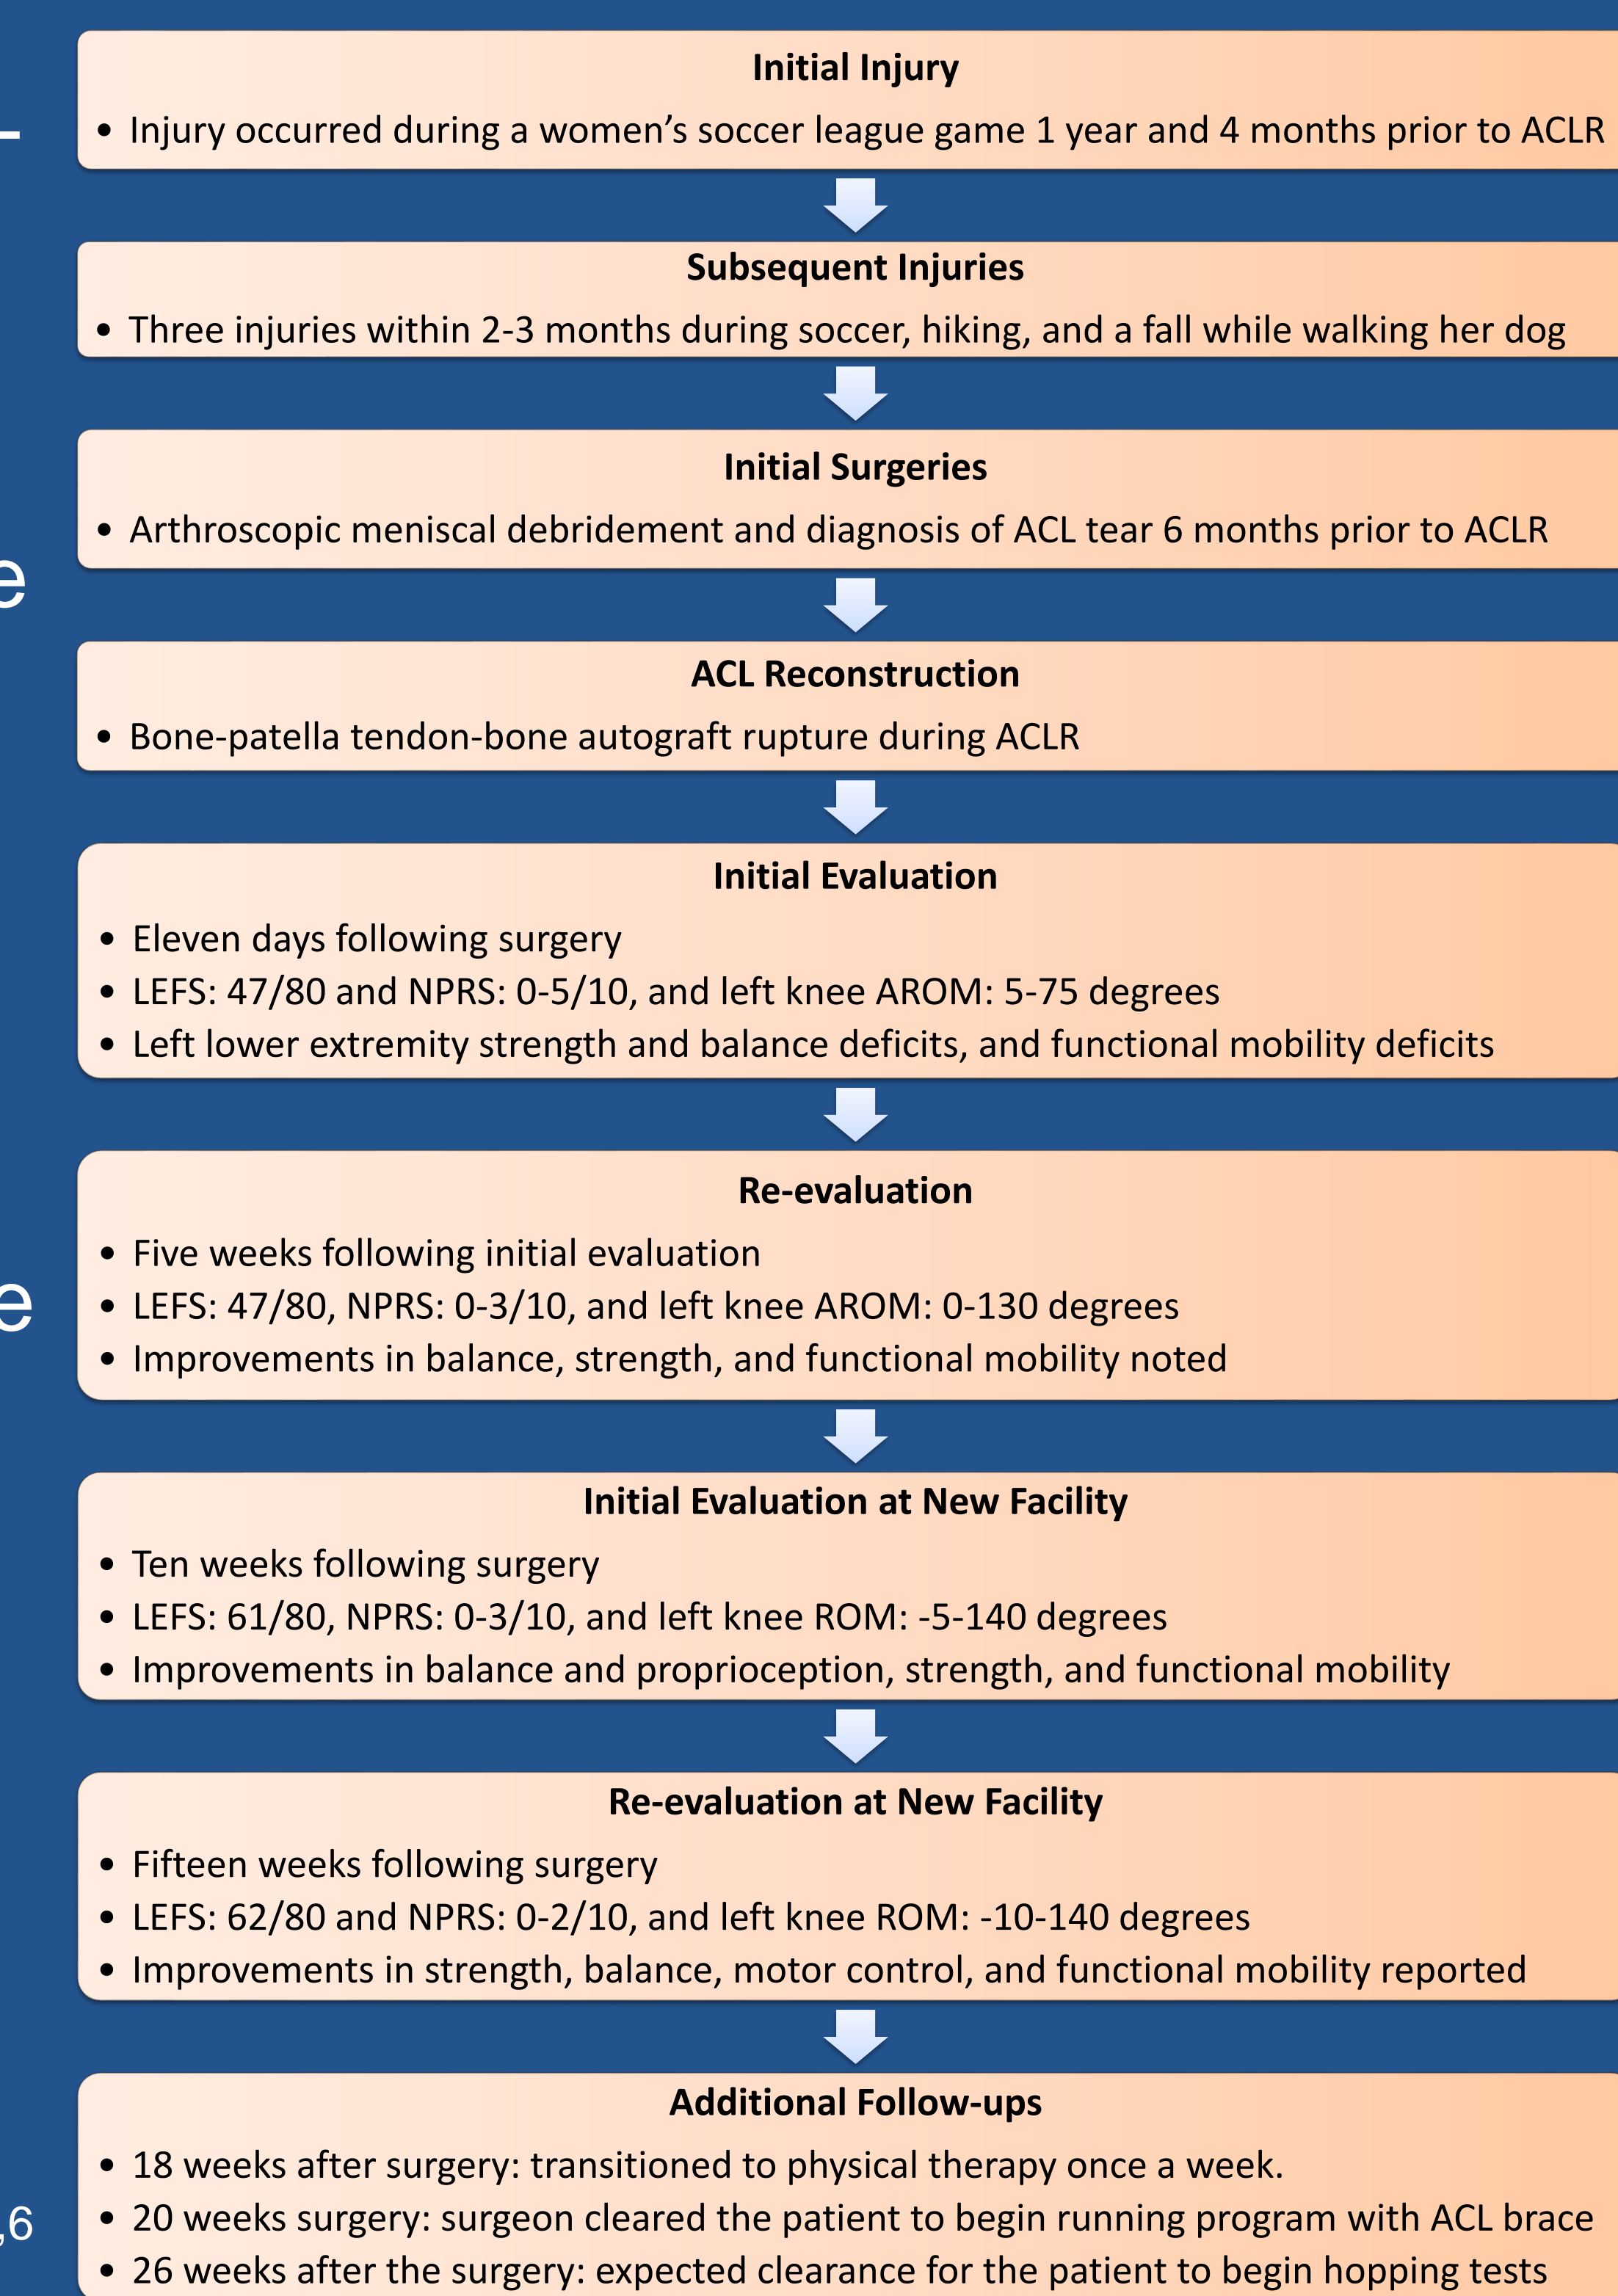 Initial Injury
• Injury occurred during a women’s soccer league game 1 year and 4 months prior to ACLR
Subsequent Injuries
• Three injuries within 2-3 months during soccer, hiking, and a fall while walking her dog
Initial Surgeries
• Arthroscopic meniscal debridement and diagnosis of ACL tear 6 months prior to ACLR
e
ACL Reconstruction
• Bone-patella tendon-bone autograft rupture during ACLR
Initial Evaluation
• Eleven days following surgery
• LEFS: 47/80 and NPRS: 0-5/10, and left knee AROM: 5-75 degrees
• Left lower extremity strength and balance deficits, and functional mobility deficits
Re-evaluation
• Five weeks following initial evaluation
• LEFS: 47/80, NPRS: 0-3/10, and left knee AROM: 0-130 degrees
e
• Improvements in balance, strength, and functional mobility noted
Initial Evaluation at New Facility
• Ten weeks following surgery
• LEFS: 61/80, NPRS: 0-3/10, and left knee ROM: -5-140 degrees
• Improvements in balance and proprioception, strength, and functional mobility
Re-evaluation at New Facility
• Fifteen weeks following surgery
• LEFS: 62/80 and NPRS: 0-2/10, and left knee ROM: -10-140 degrees
• Improvements in strength, balance, motor control, and functional mobility reported
Additional Follow-ups
• 18 weeks after surgery: transitioned to physical therapy once a week.
• 20 weeks surgery: surgeon cleared the patient to begin running program with ACL brace
,6
• 26 weeks after the surgery: expected clearance for the patient to begin hopping tests